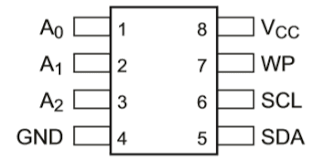 A0 1 8 VCC
A1 2 7 WP
A2 3 6 SCL
GND 4 5 SDA